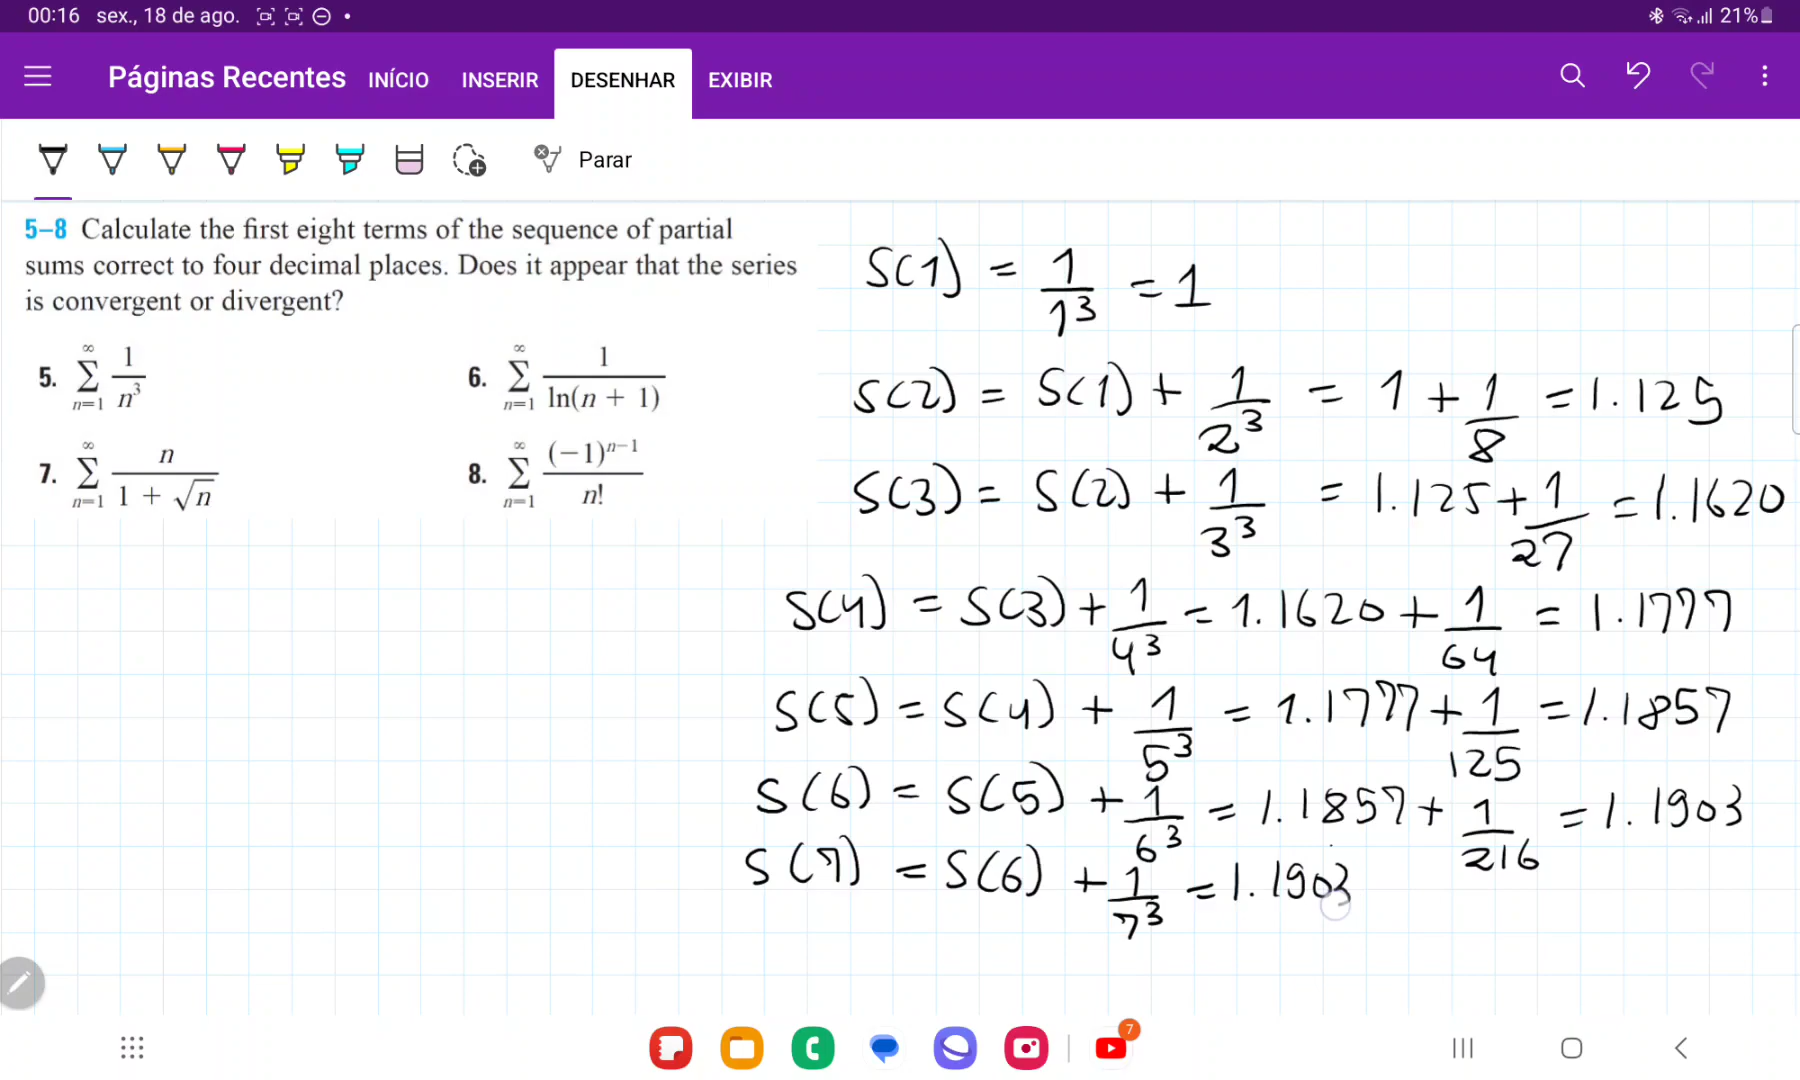 00:16 sex., 18 de ago. •
21%
Páginas Recentes INÍCIO INSERIR DESENHAR EXIBIR
Parar
5–8 Calculate the first eight terms of the sequence of partial
sums correct to four decimal places. Does it appear that the series
is convergent or divergent?
5. ∞ Σ n=1 1/n³
6. ∞ Σ n=1 1/ln(n + 1)
7. ∞ Σ n=1 n/(1 + √n)
8. ∞ Σ n=1 (−1)ⁿ⁻¹/n!
S(1) = 1/1³ = 1
S(2) = S(1) + 1/2³ = 1 + 1/8 = 1.125
S(3) = S(2) + 1/3³ = 1.125 + 1/27 = 1.1620
S(4) = S(3) + 1/4³ = 1.1620 + 1/64 = 1.1777
S(5) = S(4) + 1/5³ = 1.1777 + 1/125 = 1.1857
S(6) = S(5) + 1/6³ = 1.1857 + 1/216 = 1.1903
S(7) = S(6) + 1/7³ = 1.1903
7